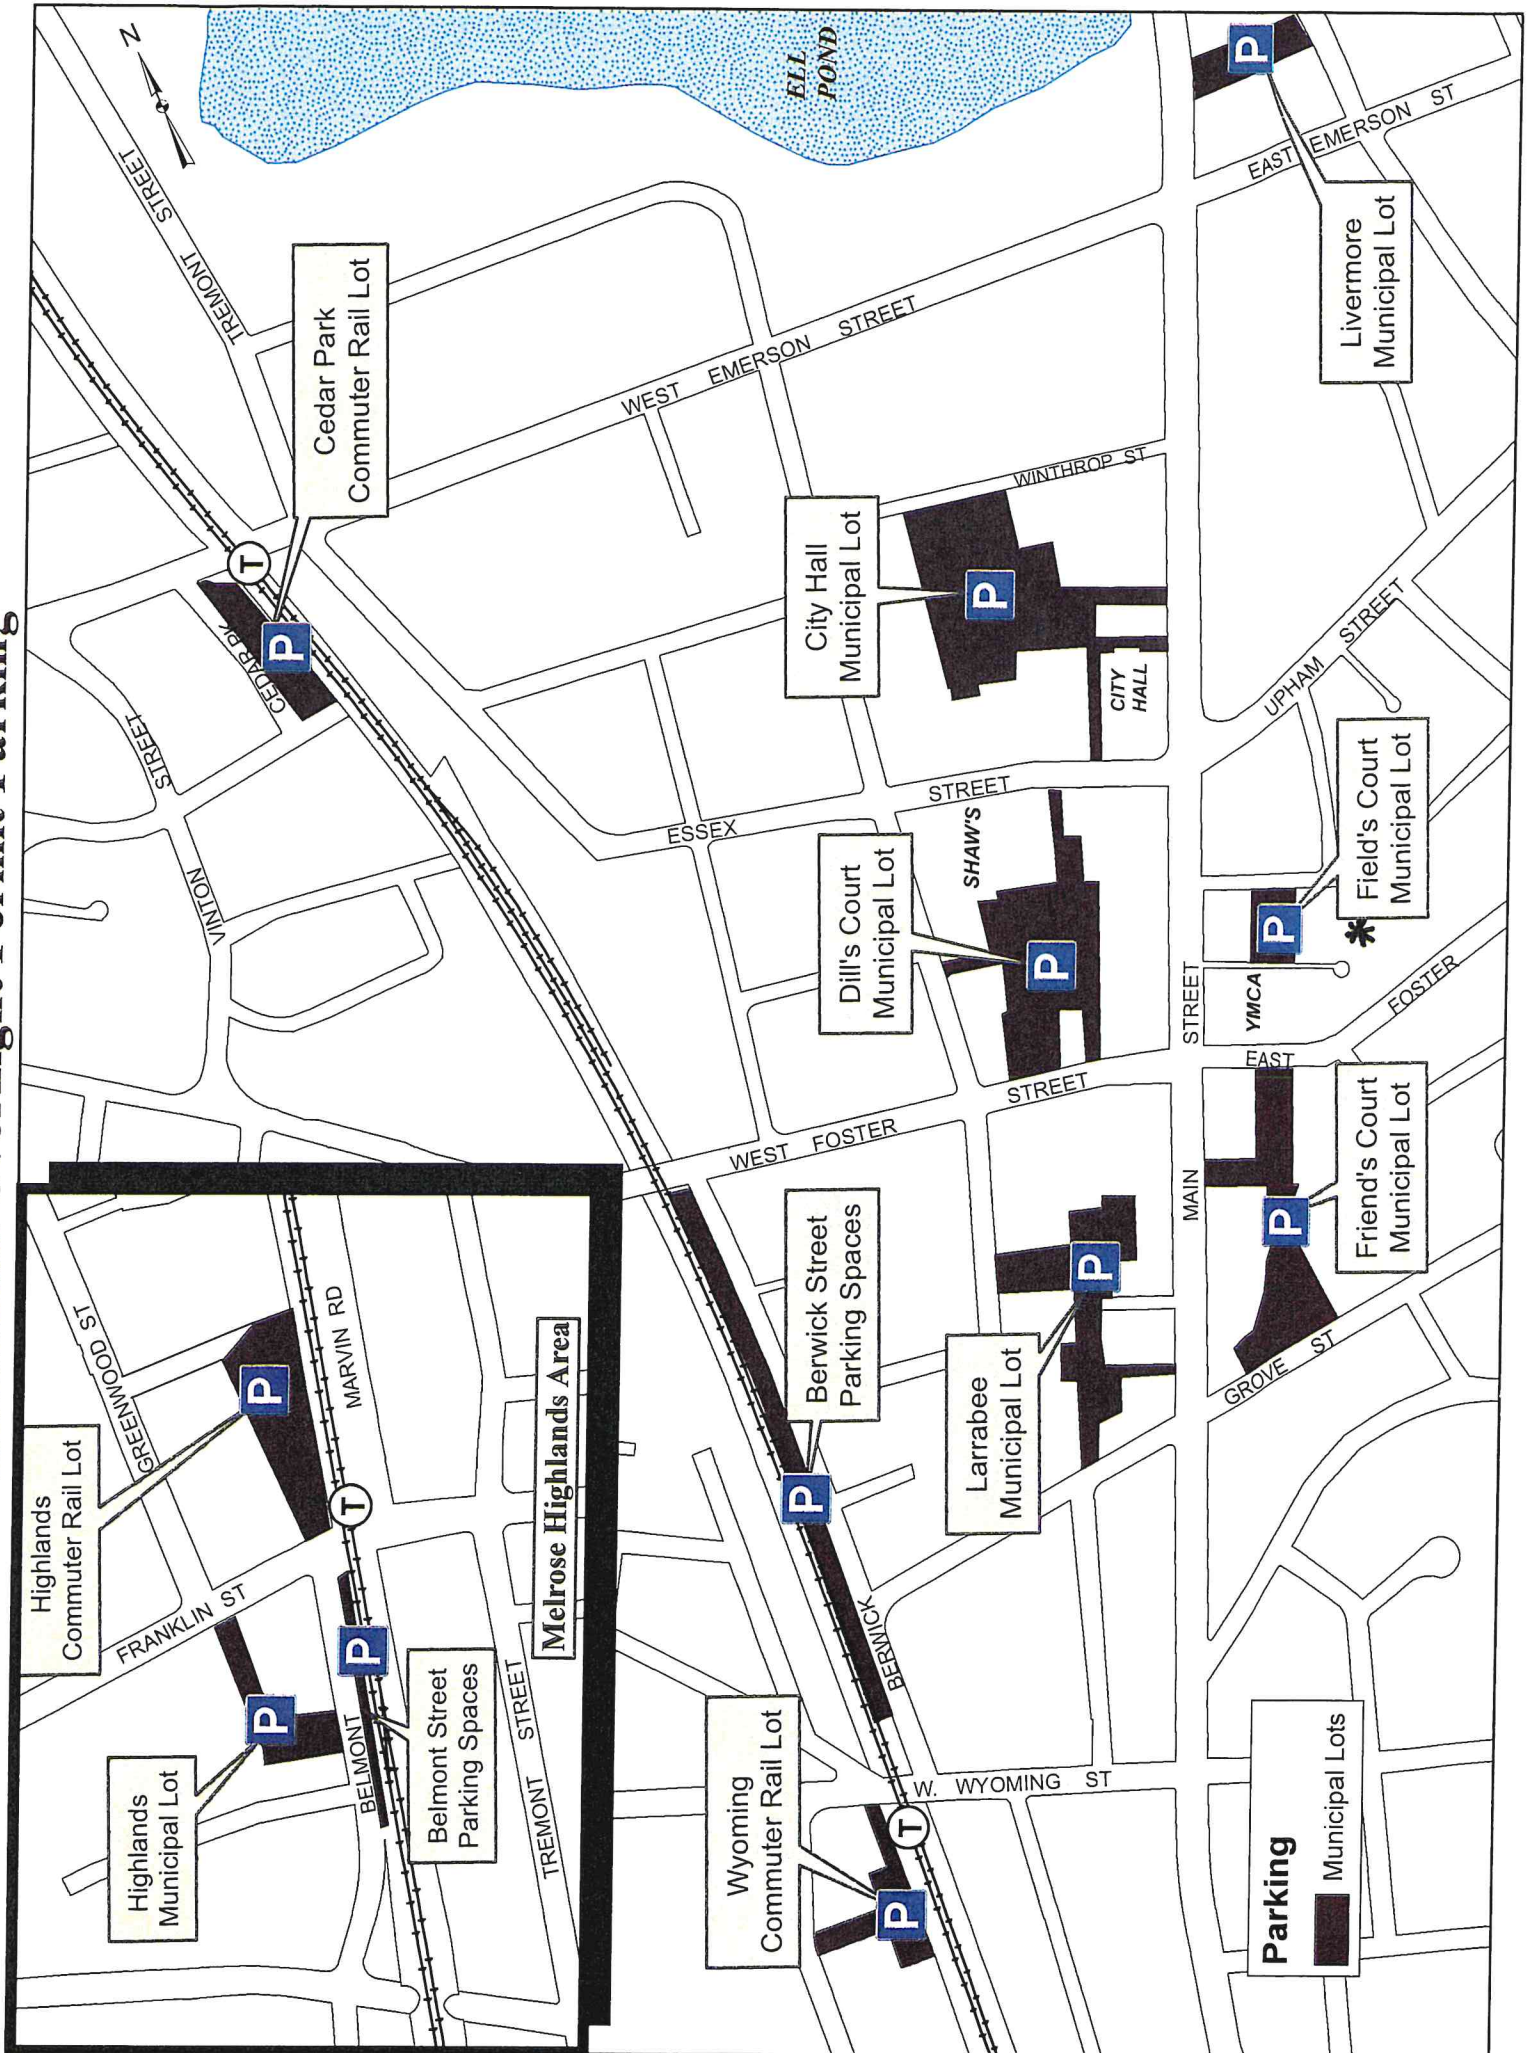 ight Permit Parking
N
ELL
POND
TREMONT STREET
Cedar Park
Commuter Rail Lot
T
P
CEDAR PK
VINTON STREET
WEST EMERSON STREET
EAST EMERSON ST
P
Livermore
Municipal Lot
WINTHROP ST
City Hall
Municipal Lot
P
CITY
HALL
UPHAM STREET
ESSEX STREET
SHAW'S
Dill's Court
Municipal Lot
P
Field's Court
Municipal Lot
P
*
YMCA
MAIN STREET
WEST FOSTER STREET
EAST FOSTER
Friend's Court
Municipal Lot
P
GROVE ST
Larrabee
Municipal Lot
P
Berwick Street
Parking Spaces
P
BERWICK
W. WYOMING ST
Wyoming
Commuter Rail Lot
P
T
Highlands
Commuter Rail Lot
P
GREENWOOD ST
MARVIN RD
T
FRANKLIN ST
Highlands
Municipal Lot
P
BELMONT
P
Belmont Street
Parking Spaces
TREMONT STREET
Melrose Highlands Area
Parking
Municipal Lots